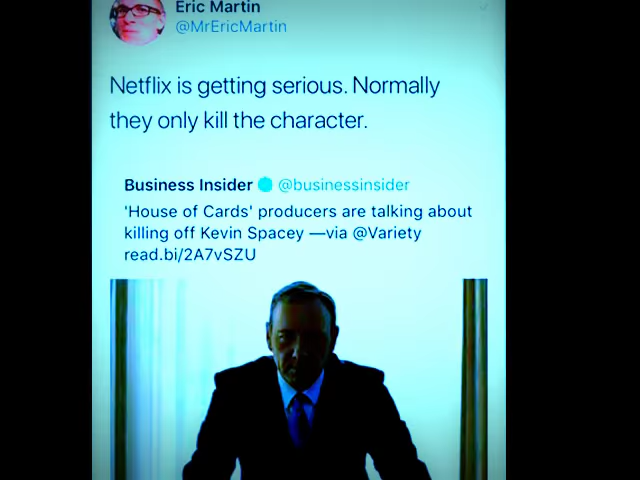 Eric Martin
@MrEricMartin
Netflix is getting serious. Normally
they only kill the character.
Business Insider @businessinsider
'House of Cards' producers are talking about
killing off Kevin Spacey —via @Variety
read.bi/2A7vSZU